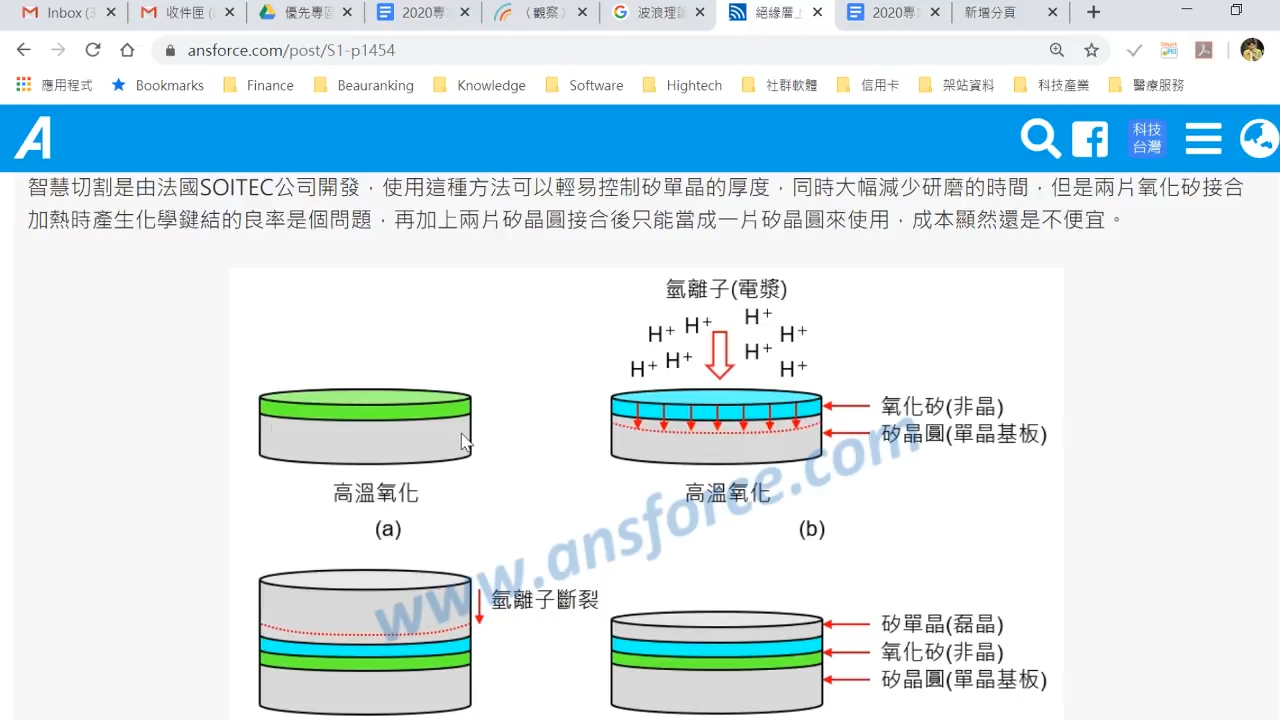 Inbox (3
收件匣 (
優先專區
2020專
〈觀察〉
波浪理論
絕緣層上
2020專
新增分頁
ansforce.com/post/S1-p1454
應用程式
Bookmarks
Finance
Beauranking
Knowledge
Software
Hightech
社群軟體
信用卡
架站資料
科技產業
醫療服務
A
科技
台灣
智慧切割是由法國SOITEC公司開發，使用這種方法可以輕易控制矽單晶的厚度，同時大幅減少研磨的時間，但是兩片氧化矽接合
加熱時產生化學鍵結的良率是個問題，再加上兩片矽晶圓接合後只能當成一片矽晶圓來使用，成本顯然還是不便宜。
氫離子(電漿)
H⁺ H⁺ H⁺ H⁺
H⁺ H⁺ H⁺ H⁺
氧化矽(非晶)
矽晶圓(單晶基板)
高溫氧化
高溫氧化
(a)
(b)
www.ansforce.com
氫離子斷裂
矽單晶(磊晶)
氧化矽(非晶)
矽晶圓(單晶基板)